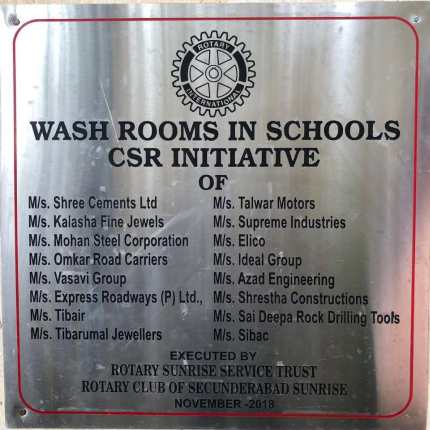 ROTARY
INTERNATIONAL
WASH ROOMS IN SCHOOLS
CSR INITIATIVE
OF
M/s. Shree Cements Ltd
M/s. Kalasha Fine Jewels
M/s. Mohan Steel Corporation
M/s. Omkar Road Carriers
M/s. Vasavi Group
M/s. Express Roadways (P) Ltd.,
M/s. Tibair
M/s. Tibarumal Jewellers
M/s. Talwar Motors
M/s. Supreme Industries
M/s. Elico
M/s. Ideal Group
M/s. Azad Engineering
M/s. Shrestha Constructions
M/s. Sai Deepa Rock Drilling Tools
M/s. Sibac
EXECUTED BY
ROTARY SUNRISE SERVICE TRUST
ROTARY CLUB OF SECUNDERABAD SUNRISE
NOVEMBER -2018